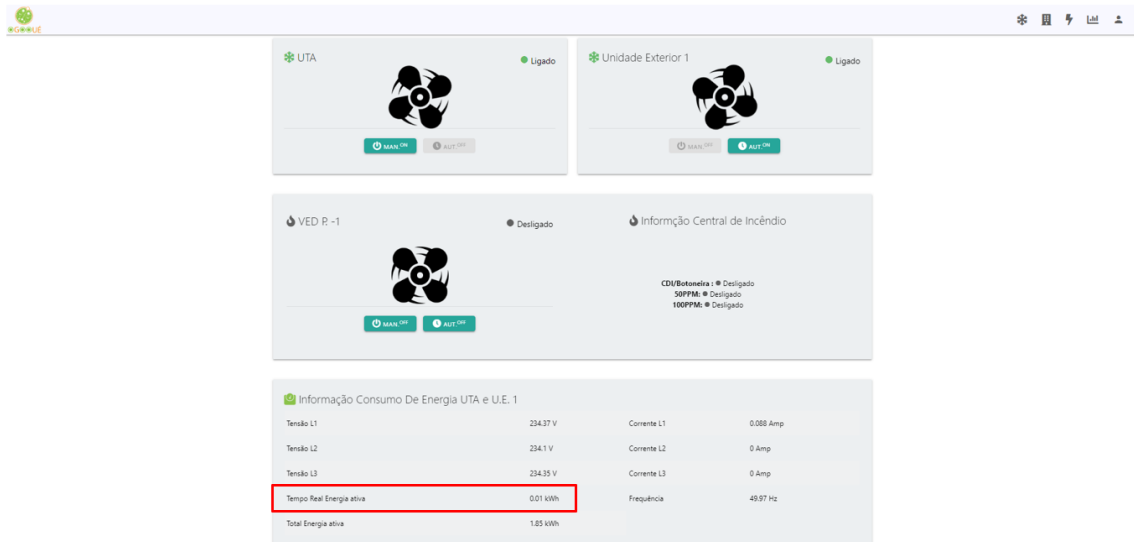 OGOOUÉ
UTA
Ligado
MAN.ON
AUT.OFF
Unidade Exterior 1
Ligado
MAN.OFF
AUT.ON
VED P. -1
Desligado
MAN.OFF
AUT.OFF
Informção Central de Incêndio
CDI/Botoneira : Desligado
50PPM: Desligado
100PPM: Desligado
Informação Consumo De Energia UTA e U.E. 1
Tensão L1 234.37 V Corrente L1 0.088 Amp
Tensão L2 234.1 V Corrente L2 0 Amp
Tensão L3 234.35 V Corrente L3 0 Amp
Tempo Real Energia ativa 0.01 kWh Frequência 49.97 Hz
Total Energia ativa 1.85 kWh